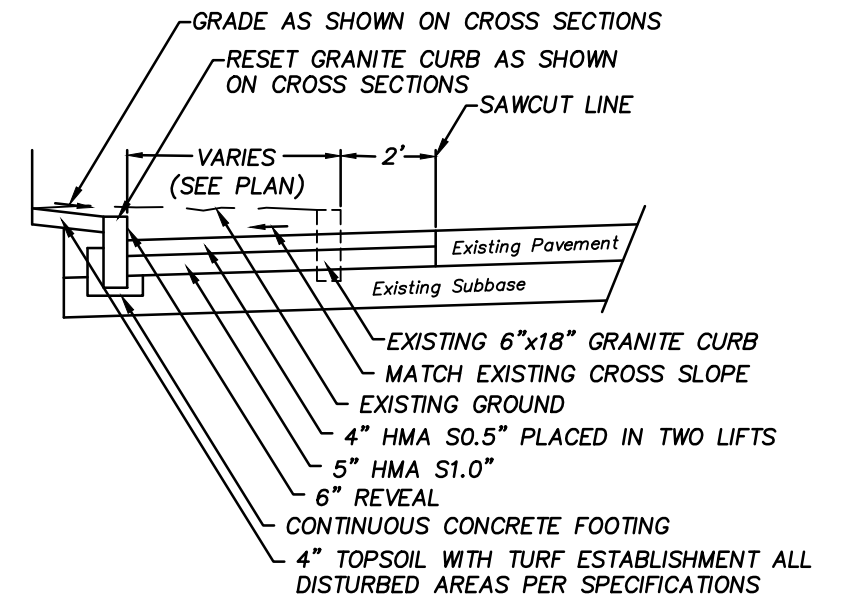 GRADE AS SHOWN ON CROSS SECTIONS
RESET GRANITE CURB AS SHOWN
ON CROSS SECTIONS
SAWCUT LINE
VARIES
(SEE PLAN)
2'
Existing Pavement
Existing Subbase
EXISTING 6"x18" GRANITE CURB
MATCH EXISTING CROSS SLOPE
EXISTING GROUND
4" HMA S0.5" PLACED IN TWO LIFTS
5" HMA S1.0"
6" REVEAL
CONTINUOUS CONCRETE FOOTING
4" TOPSOIL WITH TURF ESTABLISHMENT ALL
DISTURBED AREAS PER SPECIFICATIONS